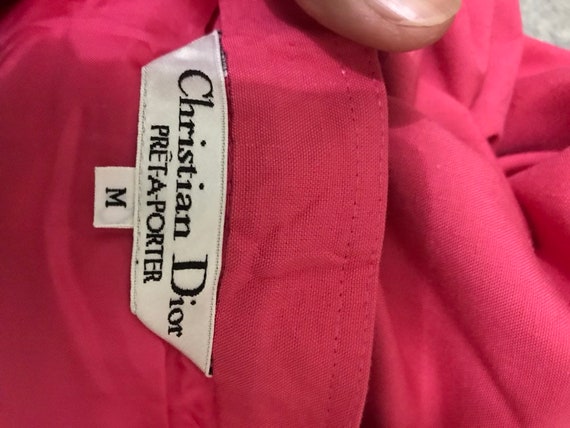 Christian Dior
PRÊT-A-PORTER
M